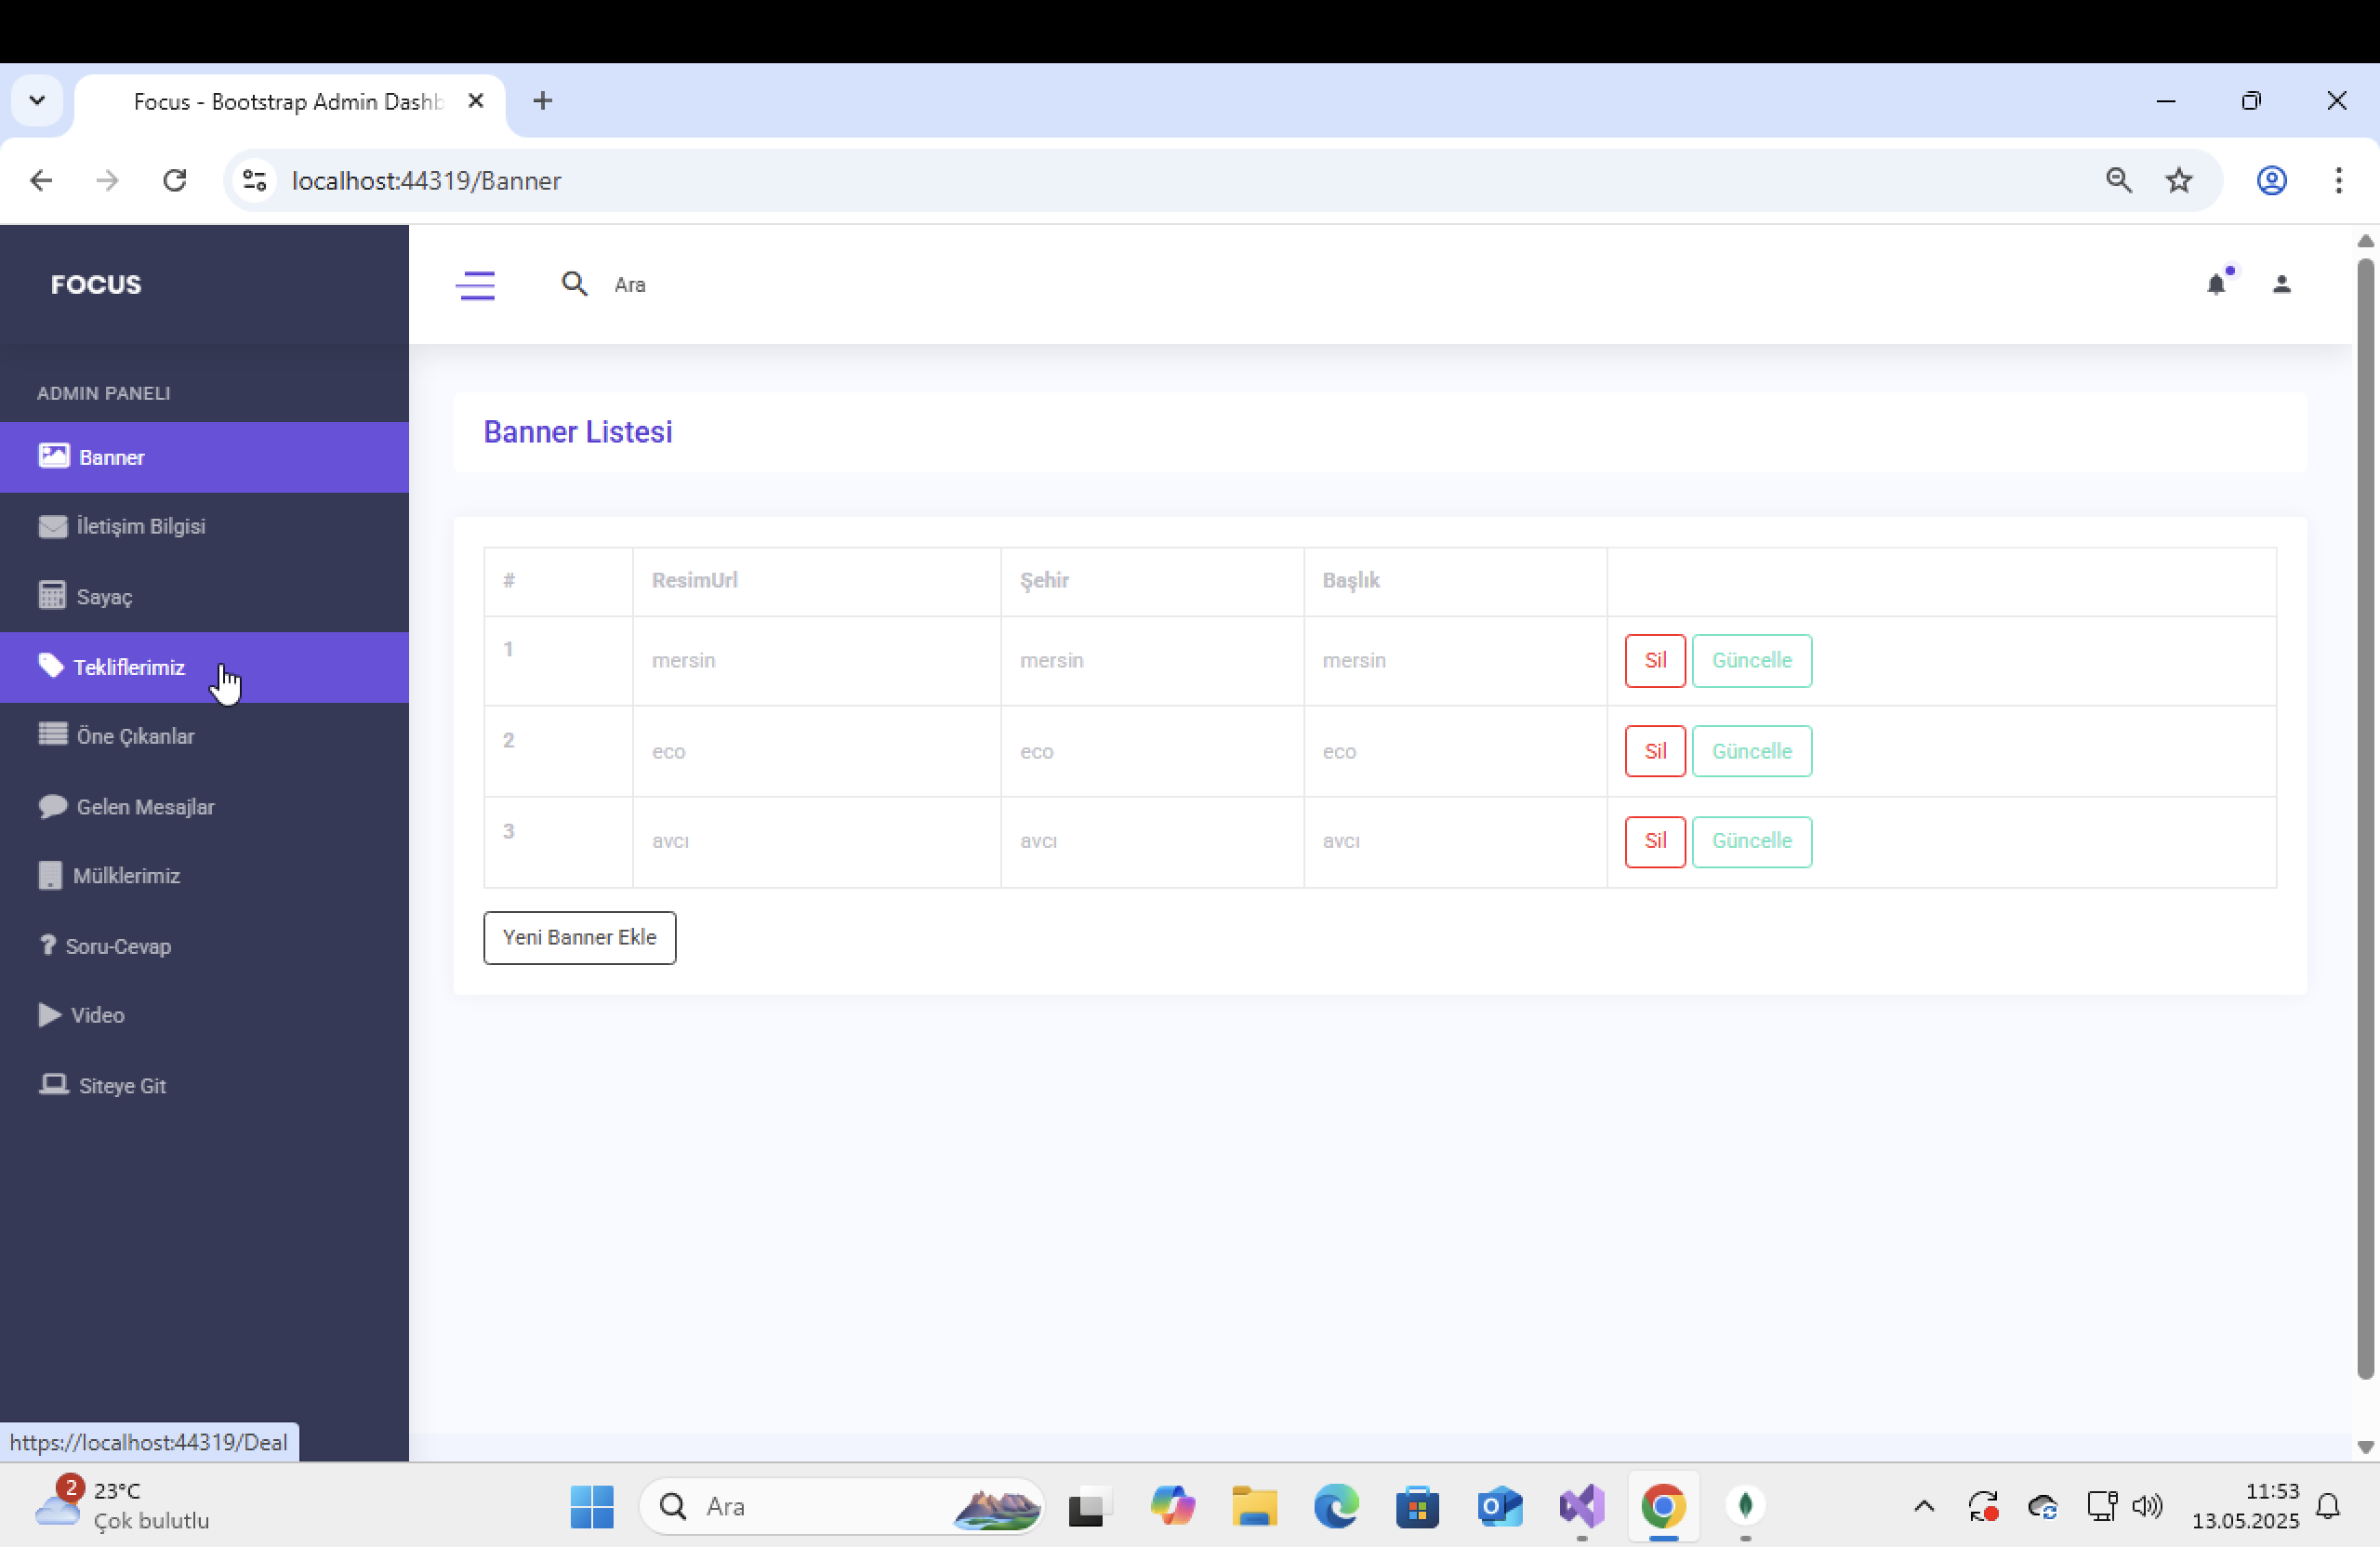 Focus - Bootstrap Admin Dashb
localhost:44319/Banner
FOCUS
Ara
ADMIN PANELI
Banner
İletişim Bilgisi
Sayaç
Tekliflerimiz
Öne Çıkanlar
Gelen Mesajlar
Mülklerimiz
? Soru-Cevap
Video
Siteye Git
Banner Listesi
# ResimUrl Şehir Başlık
1 mersin mersin mersin Sil Güncelle
2 eco eco eco Sil Güncelle
3 avcı avcı avcı Sil Güncelle
Yeni Banner Ekle
https://localhost:44319/Deal
2 23°C
Çok bulutlu
Ara
11:53
13.05.2025